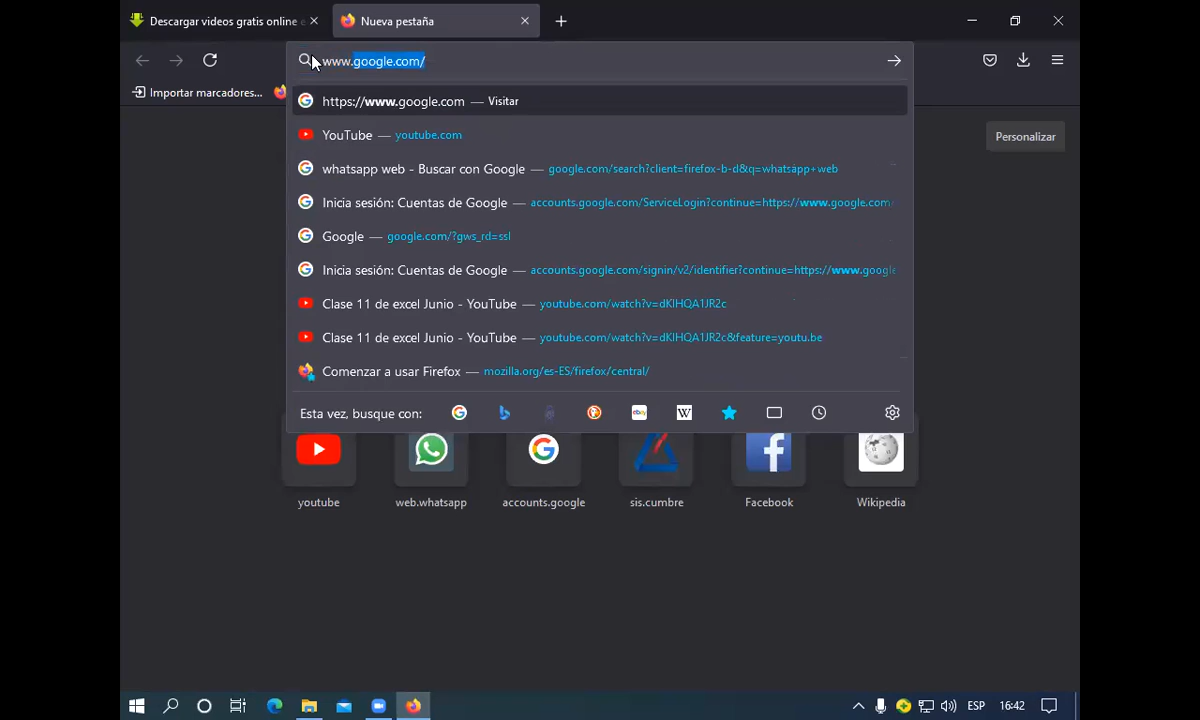 Descargar videos gratis online e
Nueva pestaña
www.google.com/
Importar marcadores...
https://www.google.com — Visitar
Personalizar
YouTube — youtube.com
whatsapp web - Buscar con Google — google.com/search?client=firefox-b-d&q=whatsapp+web
Inicia sesión: Cuentas de Google — accounts.google.com/ServiceLogin?continue=https://www.google.com
Google — google.com/?gws_rd=ssl
Inicia sesión: Cuentas de Google — accounts.google.com/signin/v2/identifier?continue=https://www.google
Clase 11 de excel Junio - YouTube — youtube.com/watch?v=dKlHQA1JR2c
Clase 11 de excel Junio - YouTube — youtube.com/watch?v=dKlHQA1JR2c&feature=youtu.be
Comenzar a usar Firefox — mozilla.org/es-ES/firefox/central/
Esta vez, busque con:
ebay
W
youtube
web.whatsapp
accounts.google
sis.cumbre
Facebook
Wikipedia
ESP
16:42